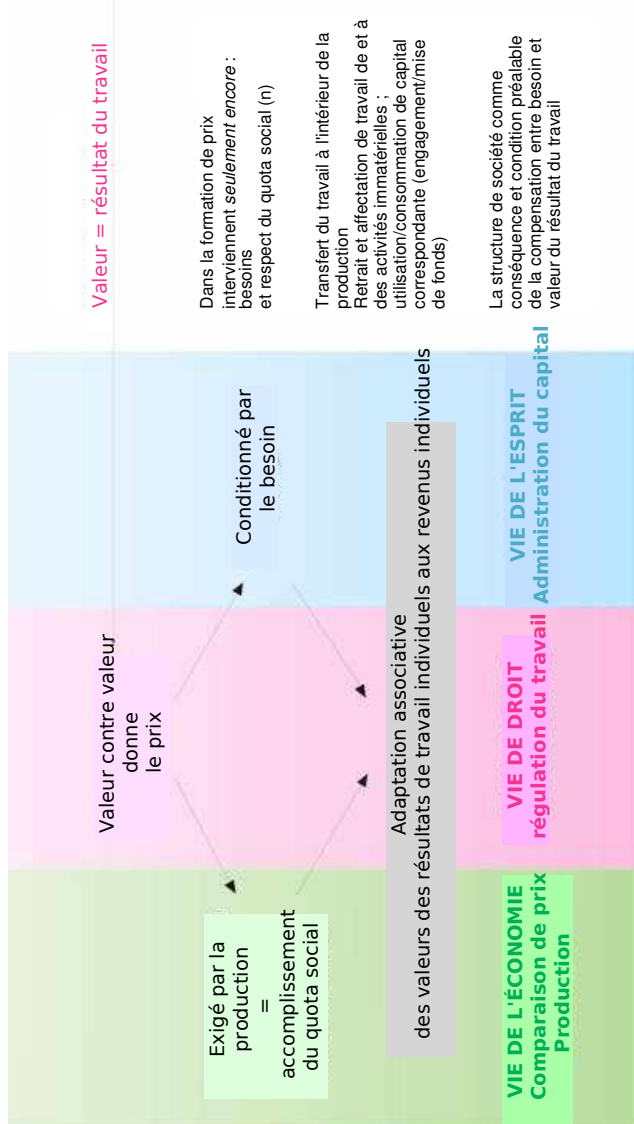 Valeur = résultat du travail
Valeur contre valeur
donne
le prix
Exigé par la
production
=
accomplissement
du quota social
Conditionné par
le besoin
Dans la formation de prix
interviennent seulement encore :
besoins
et respect du quota social (n)
Adaptation associative
des valeurs des résultats de travail individuels aux revenus individuels
Transfert du travail à l'intérieur de la
production
Retrait et affectation de travail de et à
des activités immatérielles ;
utilisation/consommation de capital
correspondante (engagement/mise
de fonds)
VIE DE L'ÉCONOMIE
Comparaison de prix
Production
VIE DE DROIT
régulation du travail
VIE DE L'ESPRIT
Administration du capital
La structure de société comme
conséquence et condition préalable
de la compensation entre besoin et
valeur du résultat du travail